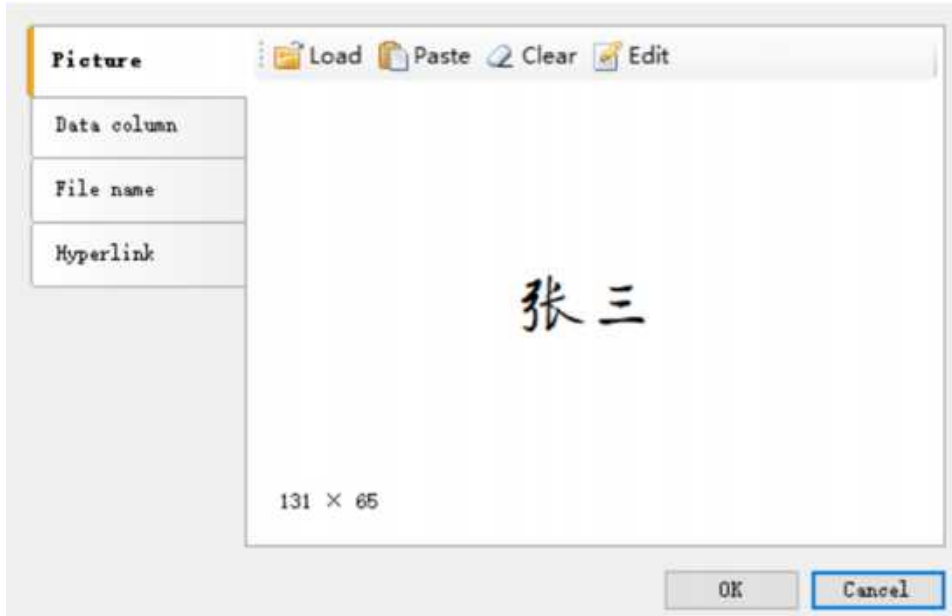 Picture
Load Paste Clear Edit
Data column
File name
Hyperlink
张三
131 × 65
OK Cancel